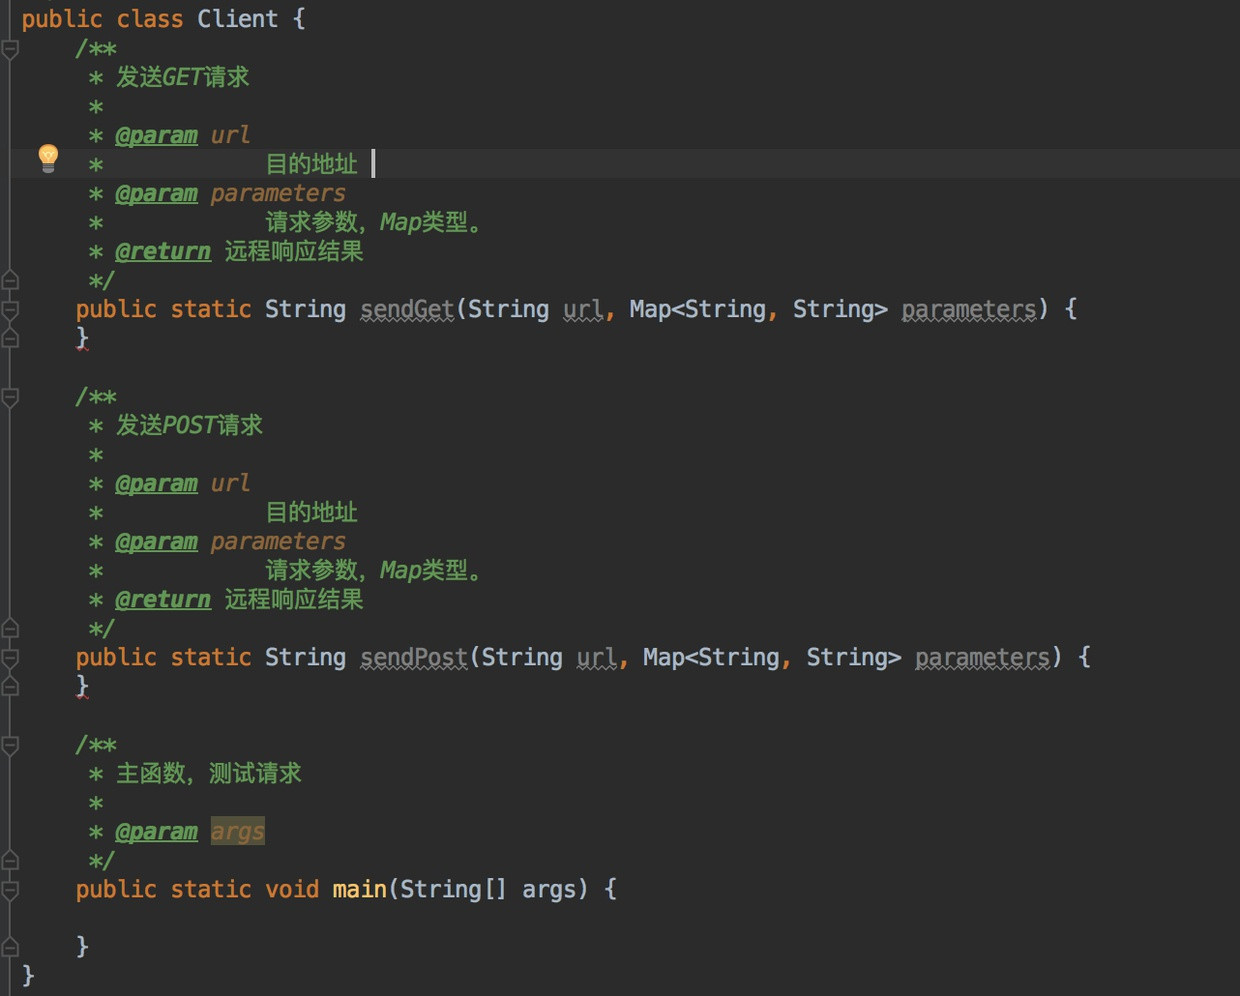 public class Client {
/**
* 发送GET请求
*
* @param url
* 目的地址
* @param parameters
* 请求参数，Map类型。
* @return 远程响应结果
*/
public static String sendGet(String url, Map<String, String> parameters) {
}
/**
* 发送POST请求
*
* @param url
* 目的地址
* @param parameters
* 请求参数，Map类型。
* @return 远程响应结果
*/
public static String sendPost(String url, Map<String, String> parameters) {
}
/**
* 主函数，测试请求
*
* @param args
*/
public static void main(String[] args) {
}
}